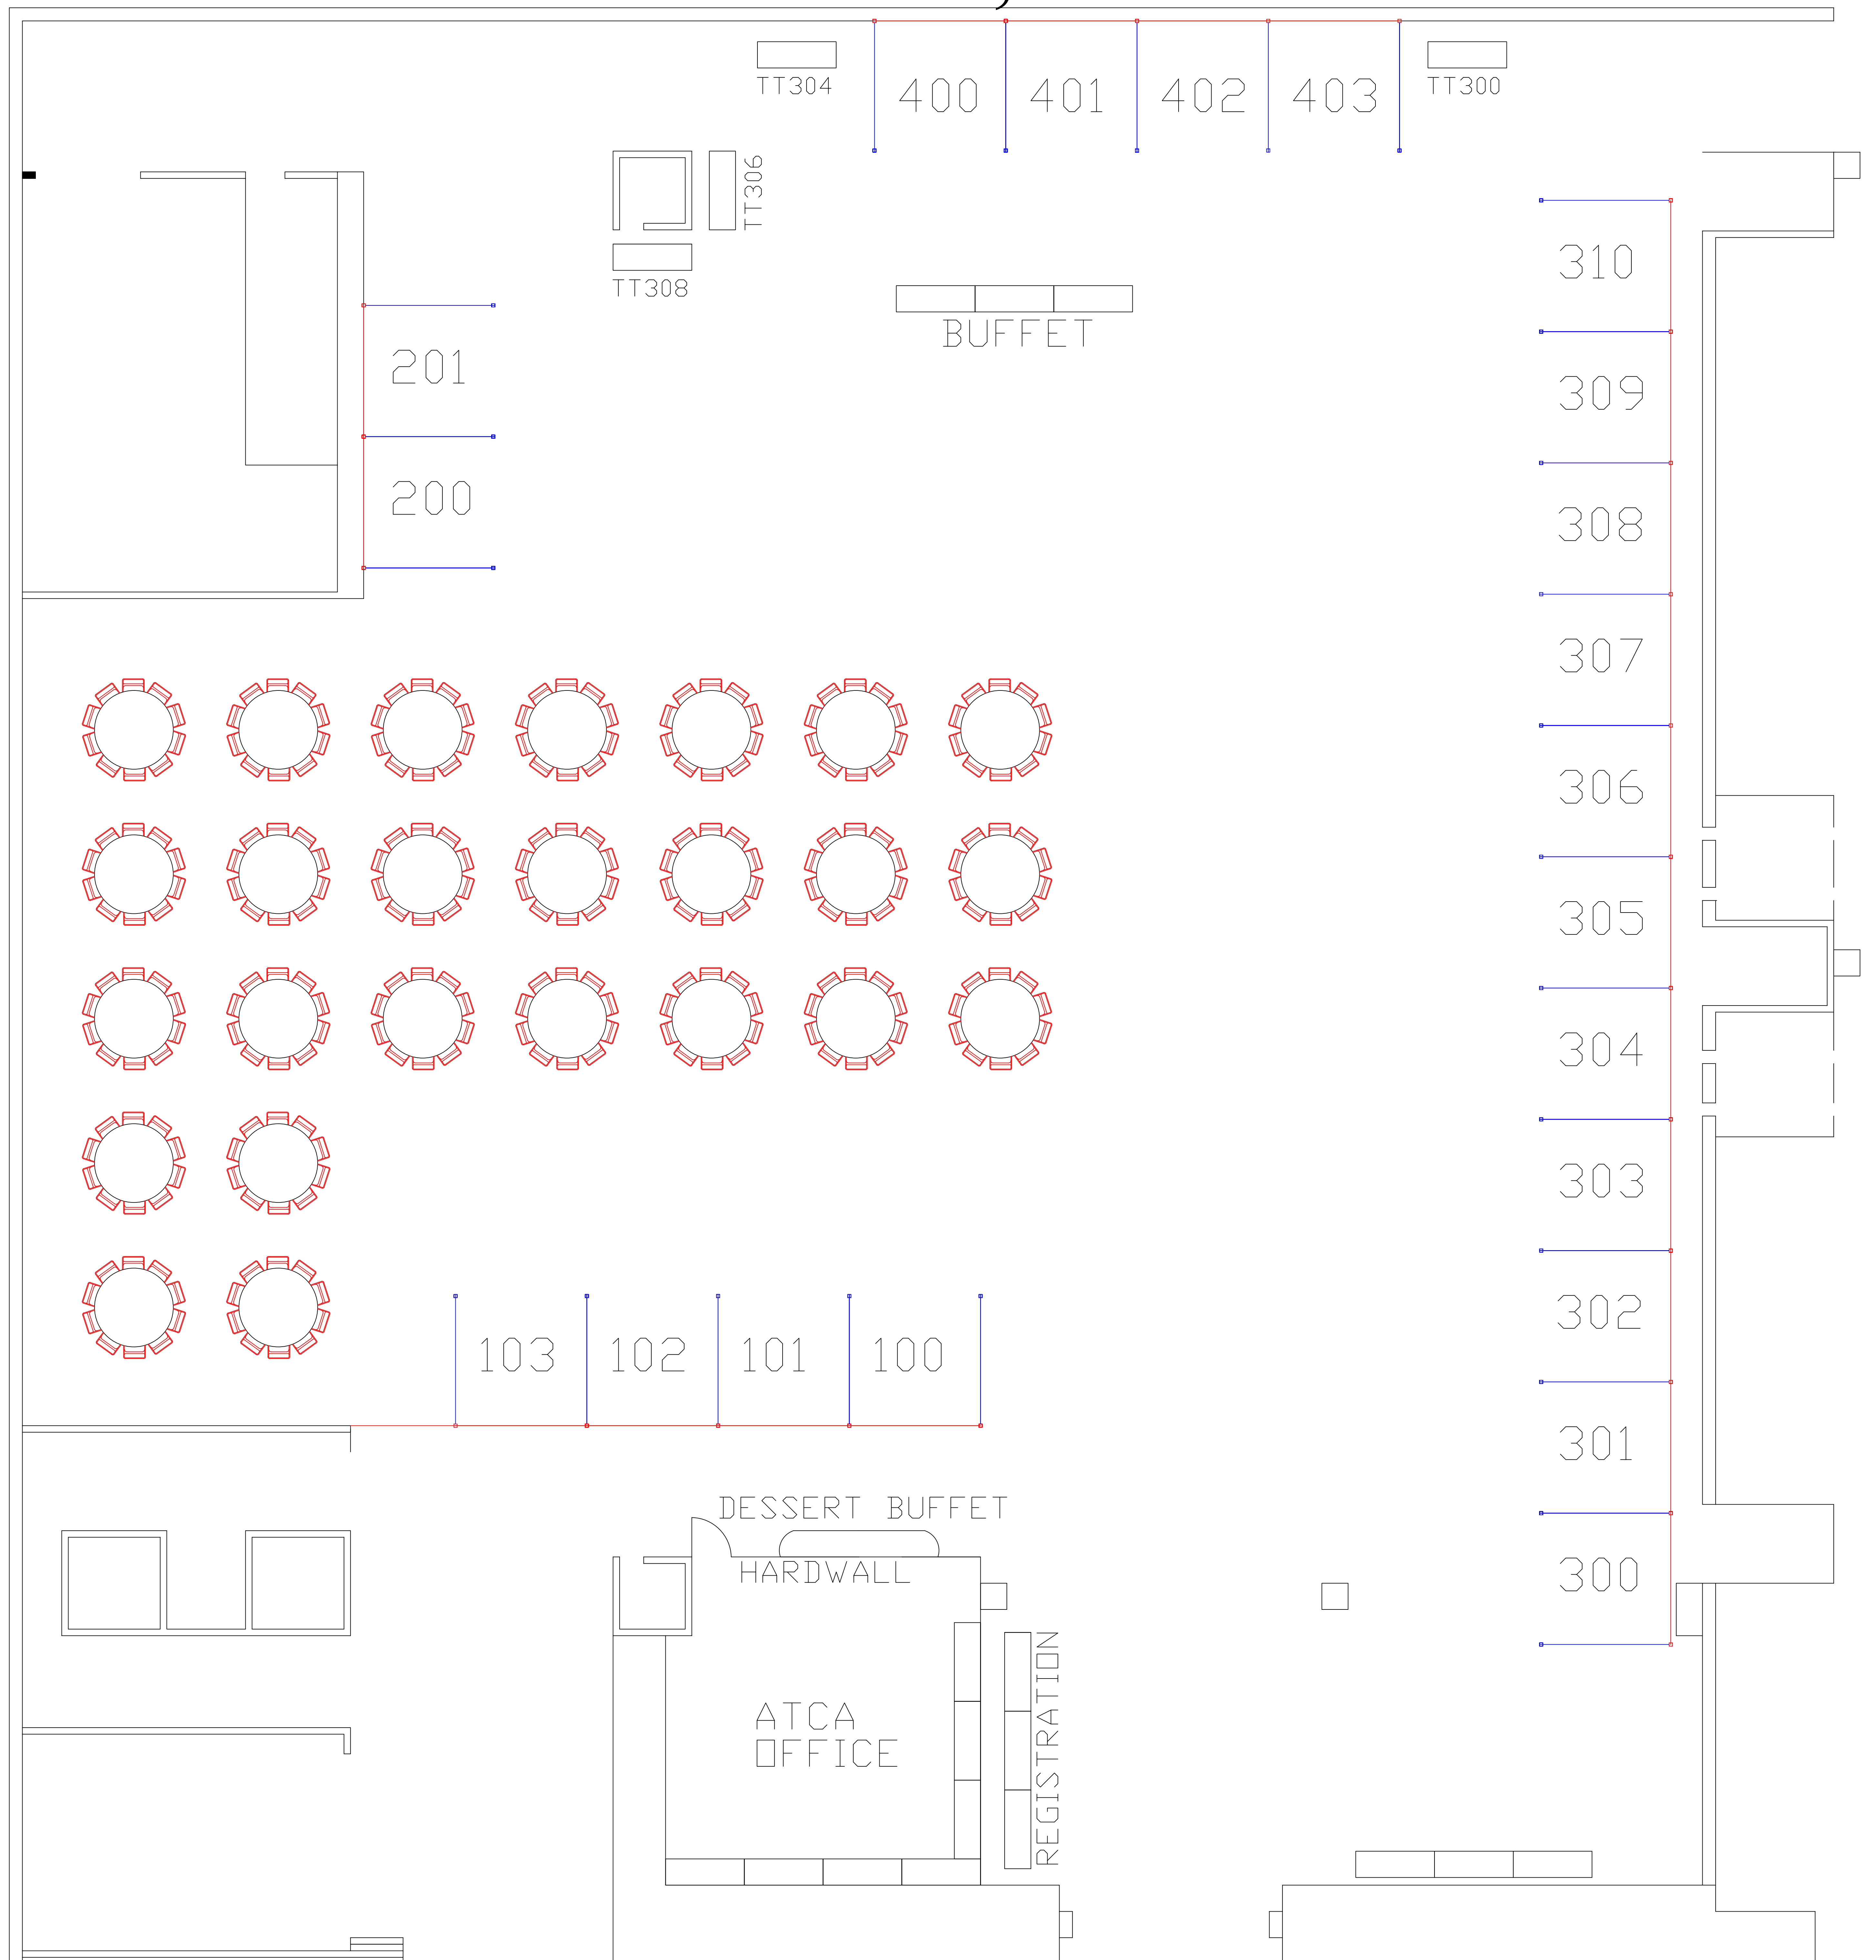 400 401 402 403
TT304
TT300
TT306
TT308
310
BUFFET
201
309
200
308
307
306
305
304
303
302
103 102 101 100
301
DESSERT BUFFET
HARDWALL
300
REGISTRATION
ATCA
OFFICE